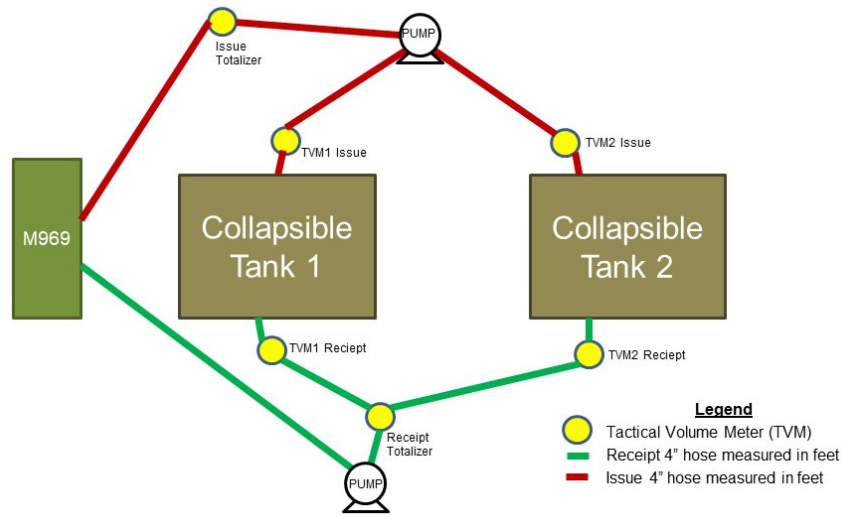 PUMP
Issue
Totalizer
TVM1 Issue
TVM2 Issue
M969
Collapsible
Tank 1
Collapsible
Tank 2
TVM1 Reciept
TVM2 Reciept
Receipt
Totalizer
PUMP
Legend
Tactical Volume Meter (TVM)
Receipt 4" hose measured in feet
Issue 4" hose measured in feet